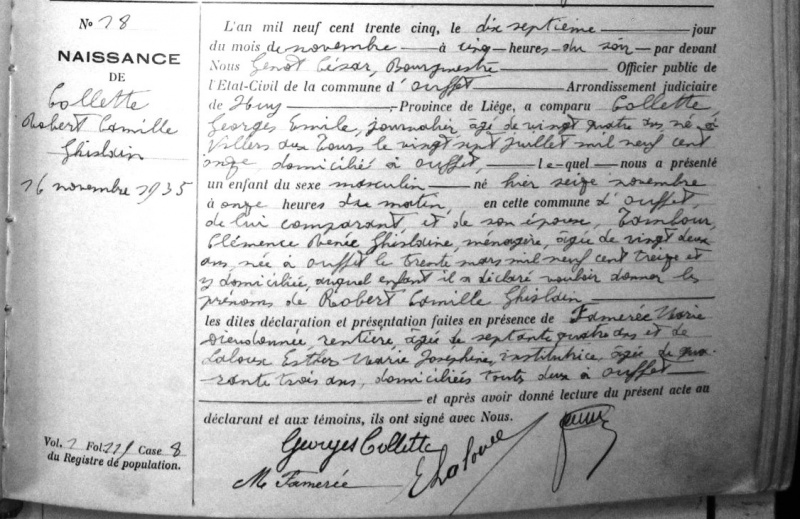 N° 18
NAISSANCE
DE
Collette
Robert Camille
Ghislain
16 novembre 1935
Vol. 2 Fol. 219 Case 8
du Registre de population.
L'an mil neuf cent trente cinq, le dix septième jour
du mois de novembre à cinq heures du soir par devant
Nous Genot César, Bourgmestre Officier public de
l'Etat-Civil de la commune d'Ouffet Arrondissement judiciaire
de Huy, Province de Liége, a comparu Collette,
Georges Emile, journalier, âgé de vingt quatre ans né à
Villers aux Tours le vingt sept juillet mil neuf cent
onze domicilié à Ouffet, lequel nous a présenté
un enfant du sexe masculin né hier seize novembre
à onze heures du matin, en cette commune d'Ouffet,
de lui comparant, et de son épouse, Tambour,
Clémence Renée Ghislaine, ménagère, âgée de vingt deux
ans, née à Ouffet le trente mars mil neuf cent treize et
y domiciliée, auquel enfant il a déclaré vouloir donner les
prénoms de Robert Camille Ghislain
les dites déclaration et présentation faites en présence de Famerée Marie
Dieudonnée rentière, âgée de septante quatre ans et de
Laloux Esther Marie Josephine, institutrice, âgée de qua
rante trois ans, domiciliées toutes deux à Ouffet
et après avoir donné lecture du présent acte au
déclarant et aux témoins, ils ont signé avec Nous.
Georges Collette
E Laloux
M Famerée